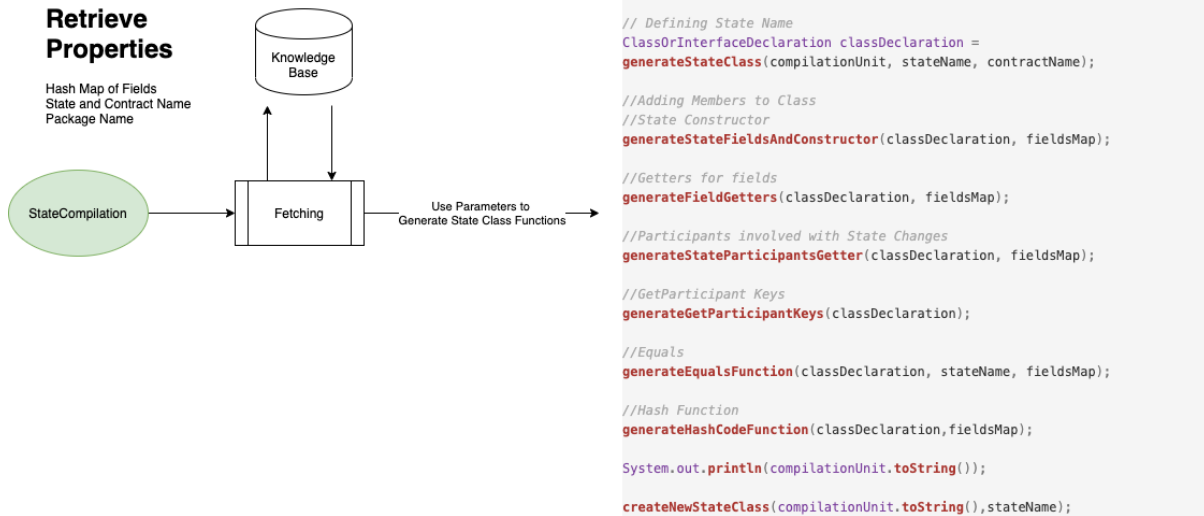 Retrieve
Properties
Hash Map of Fields
State and Contract Name
Package Name
Knowledge
Base
StateCompilation
Fetching
Use Parameters to
Generate State Class Functions
// Defining State Name
ClassOrInterfaceDeclaration classDeclaration =
generateStateClass(compilationUnit, stateName, contractName);
//Adding Members to Class
//State Constructor
generateStateFieldsAndConstructor(classDeclaration, fieldsMap);
//Getters for fields
generateFieldGetters(classDeclaration, fieldsMap);
//Participants involved with State Changes
generateStateParticipantsGetter(classDeclaration, fieldsMap);
//GetParticipant Keys
generateGetParticipantKeys(classDeclaration);
//Equals
generateEqualsFunction(classDeclaration, stateName, fieldsMap);
//Hash Function
generateHashCodeFunction(classDeclaration,fieldsMap);
System.out.println(compilationUnit.toString());
createNewStateClass(compilationUnit.toString(),stateName);